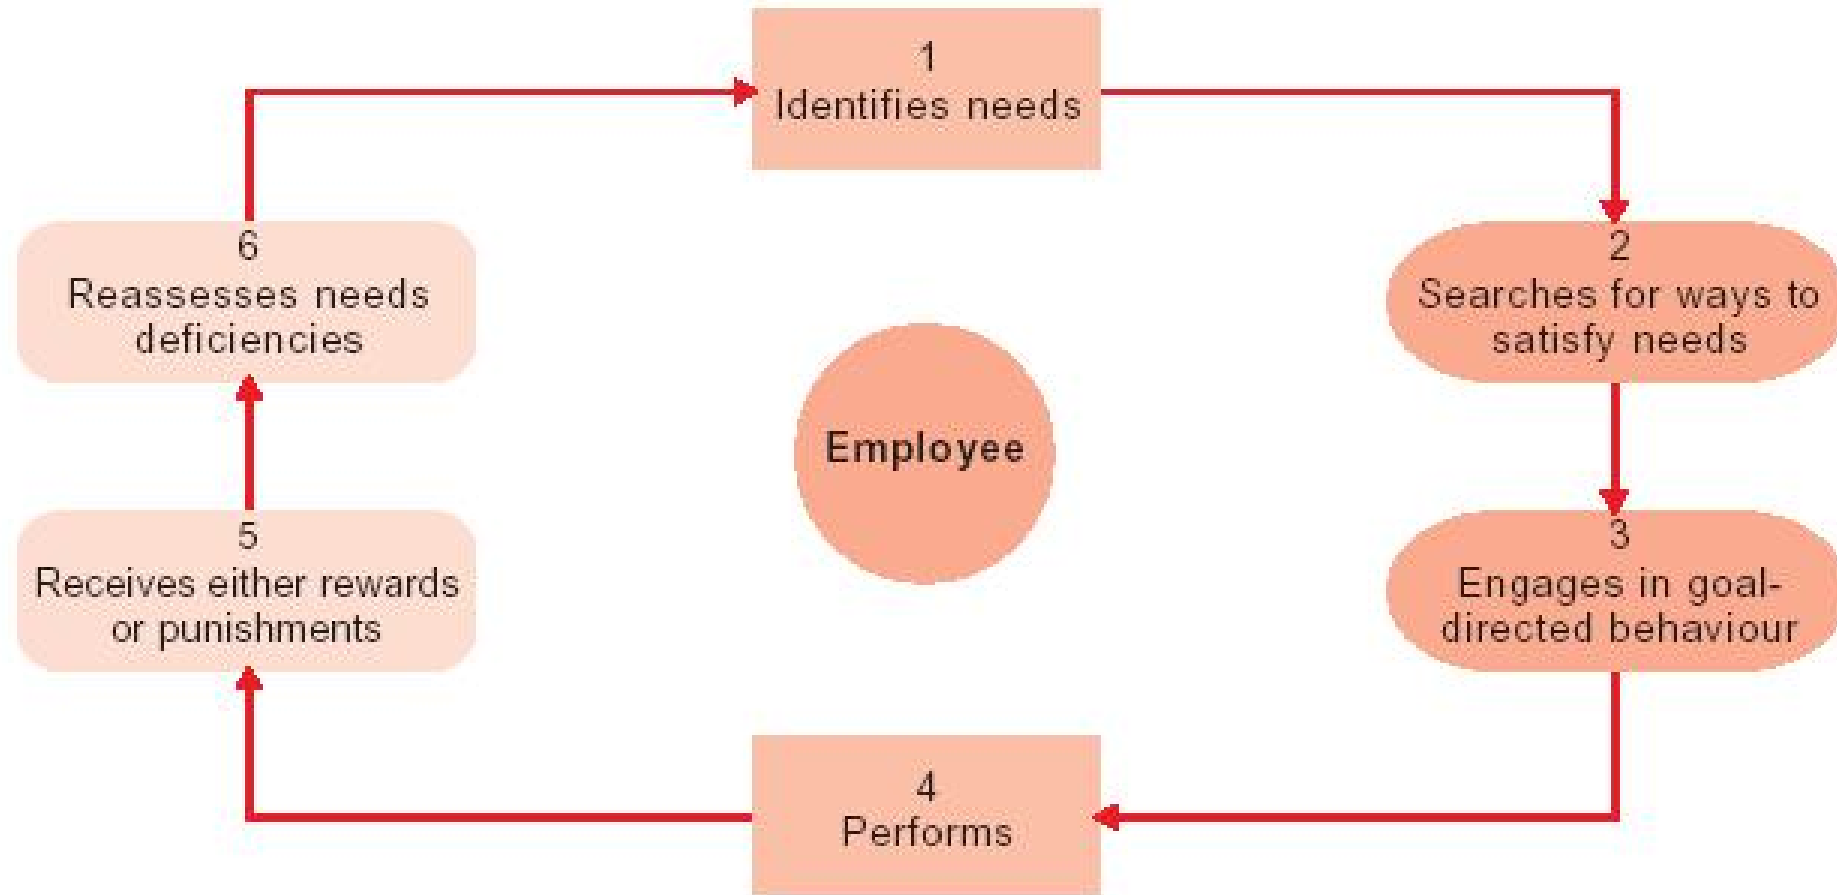 1
Identifies needs
2
Searches for ways to
satisfy needs
3
Engages in goal-
directed behaviour
4
Performs
5
Receives either rewards
or punishments
6
Reassesses needs
deficiencies
Employee